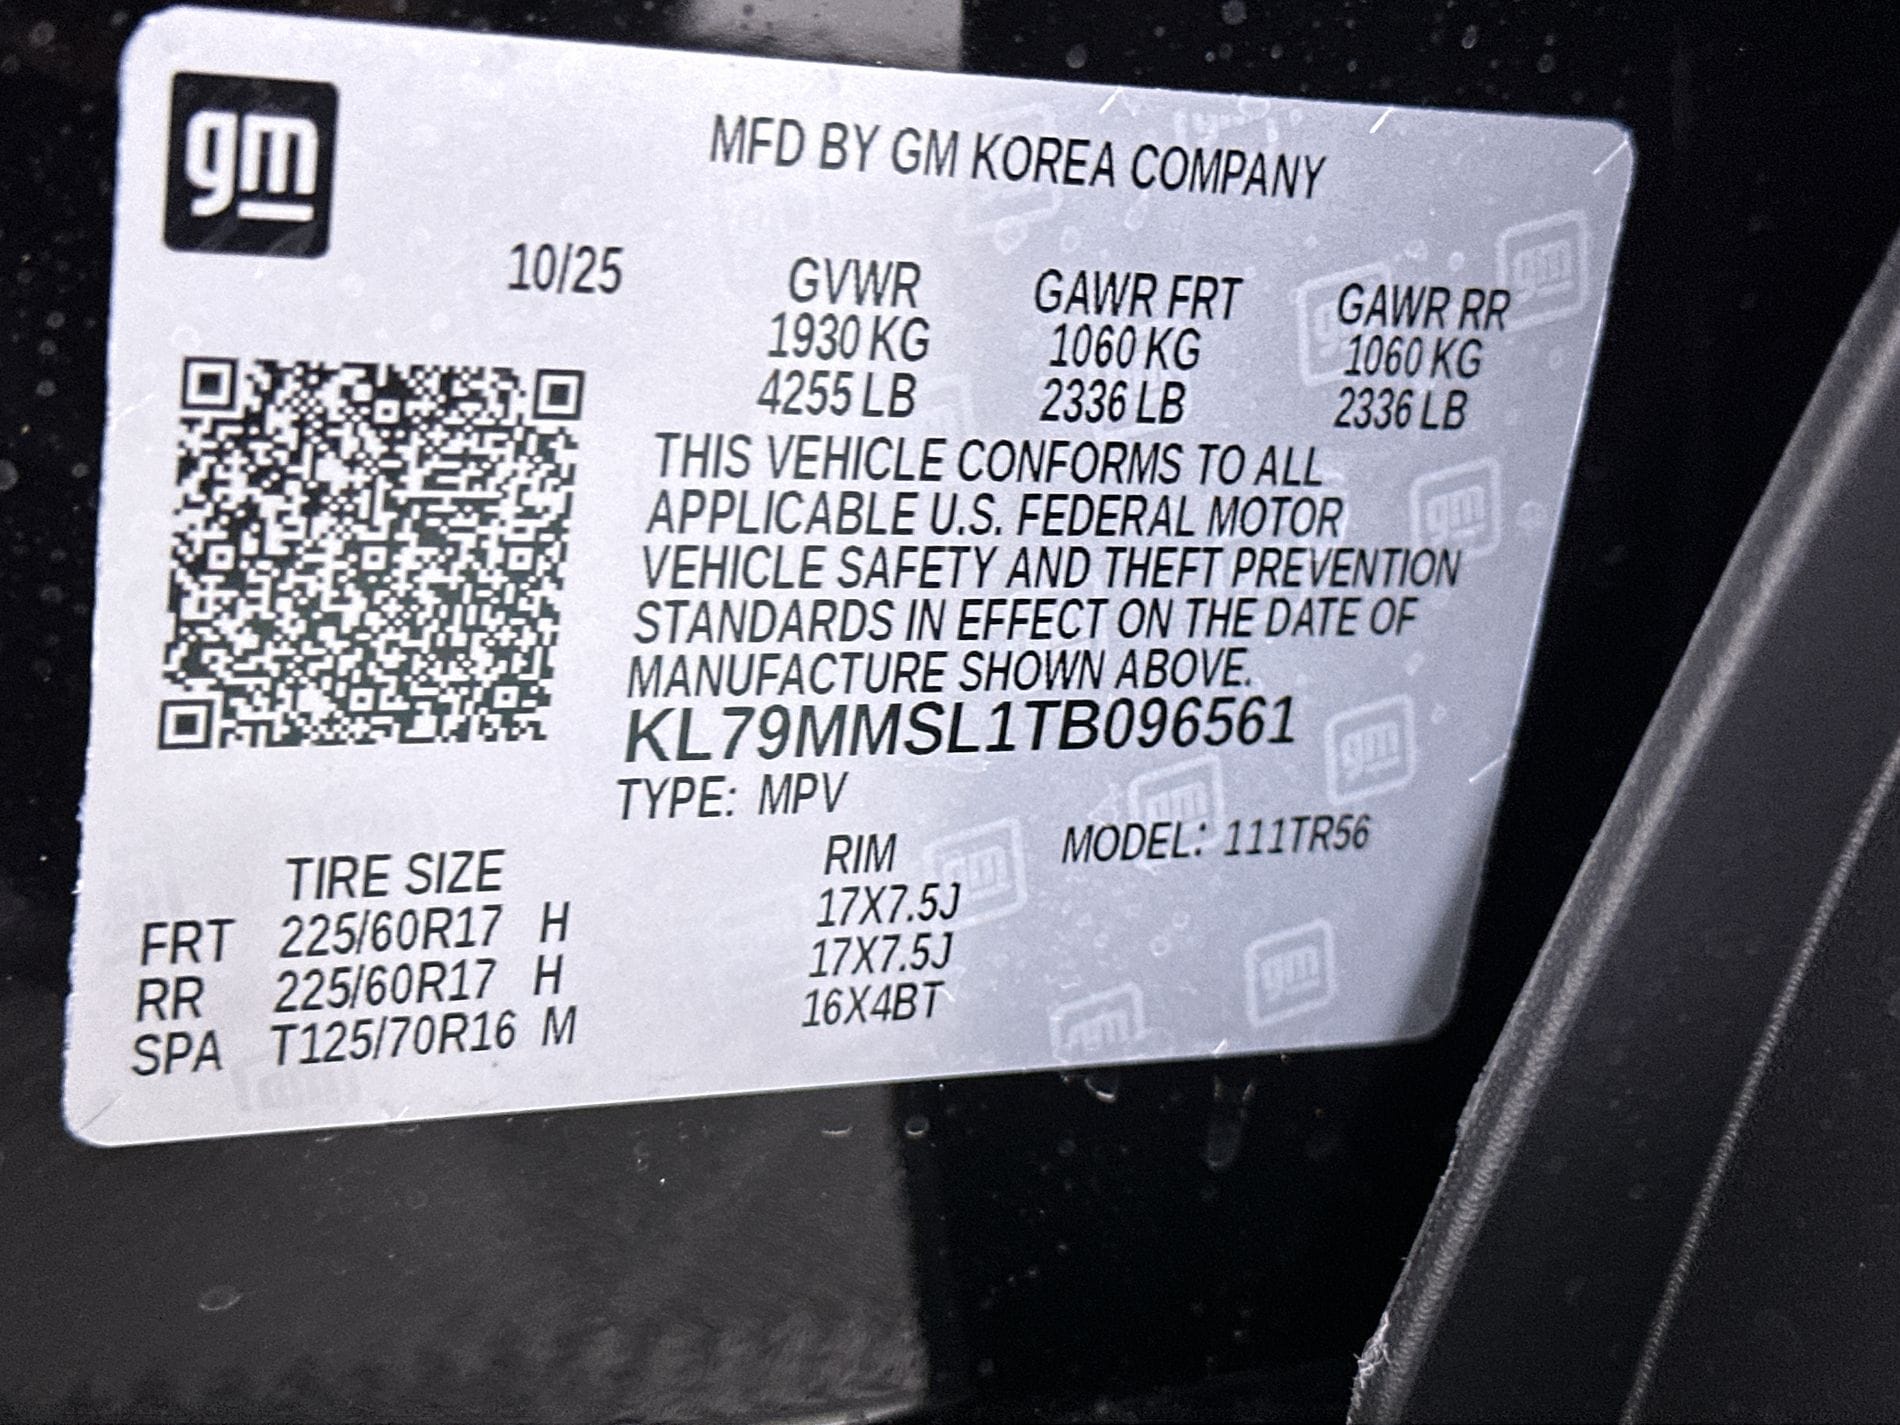 gm
MFD BY GM KOREA COMPANY
10/25 GVWR GAWR FRT GAWR RR
1930 KG 1060 KG 1060 KG
4255 LB 2336 LB 2336 LB
THIS VEHICLE CONFORMS TO ALL
APPLICABLE U.S. FEDERAL MOTOR
VEHICLE SAFETY AND THEFT PREVENTION
STANDARDS IN EFFECT ON THE DATE OF
MANUFACTURE SHOWN ABOVE.
KL79MMSL1TB096561
TYPE: MPV
MODEL: 111TR56
TIRE SIZE RIM
FRT 225/60R17 H 17X7.5J
RR 225/60R17 H 17X7.5J
SPA T125/70R16 M 16X4BT